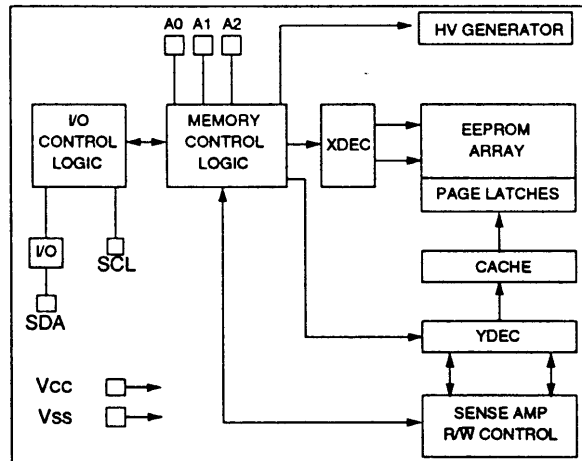 A0 A1 A2
HV GENERATOR
I/O
CONTROL
LOGIC
MEMORY
CONTROL
LOGIC
XDEC
EEPROM
ARRAY
PAGE LATCHES
I/O
SCL
SDA
CACHE
YDEC
Vcc
Vss
SENSE AMP
R/W̅ CONTROL